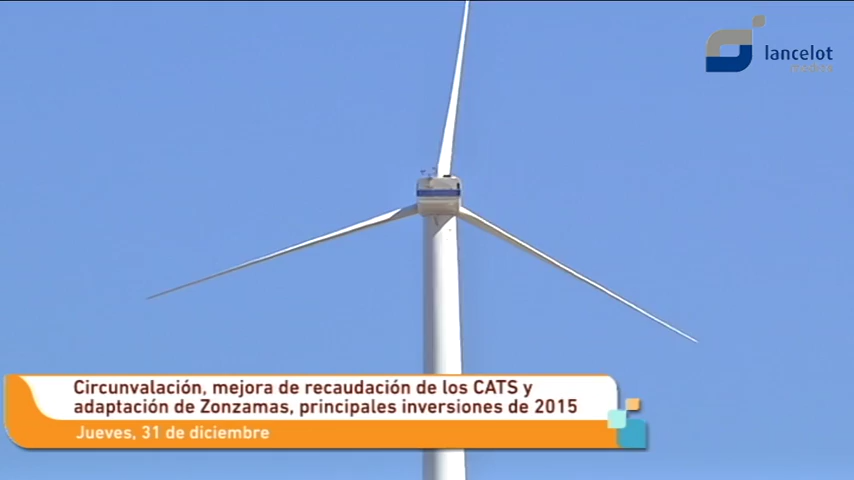 lancelot
Circunvalación, mejora de recaudación de los CATS y
adaptación de Zonzamas, principales inversiones de 2015
Jueves, 31 de diciembre